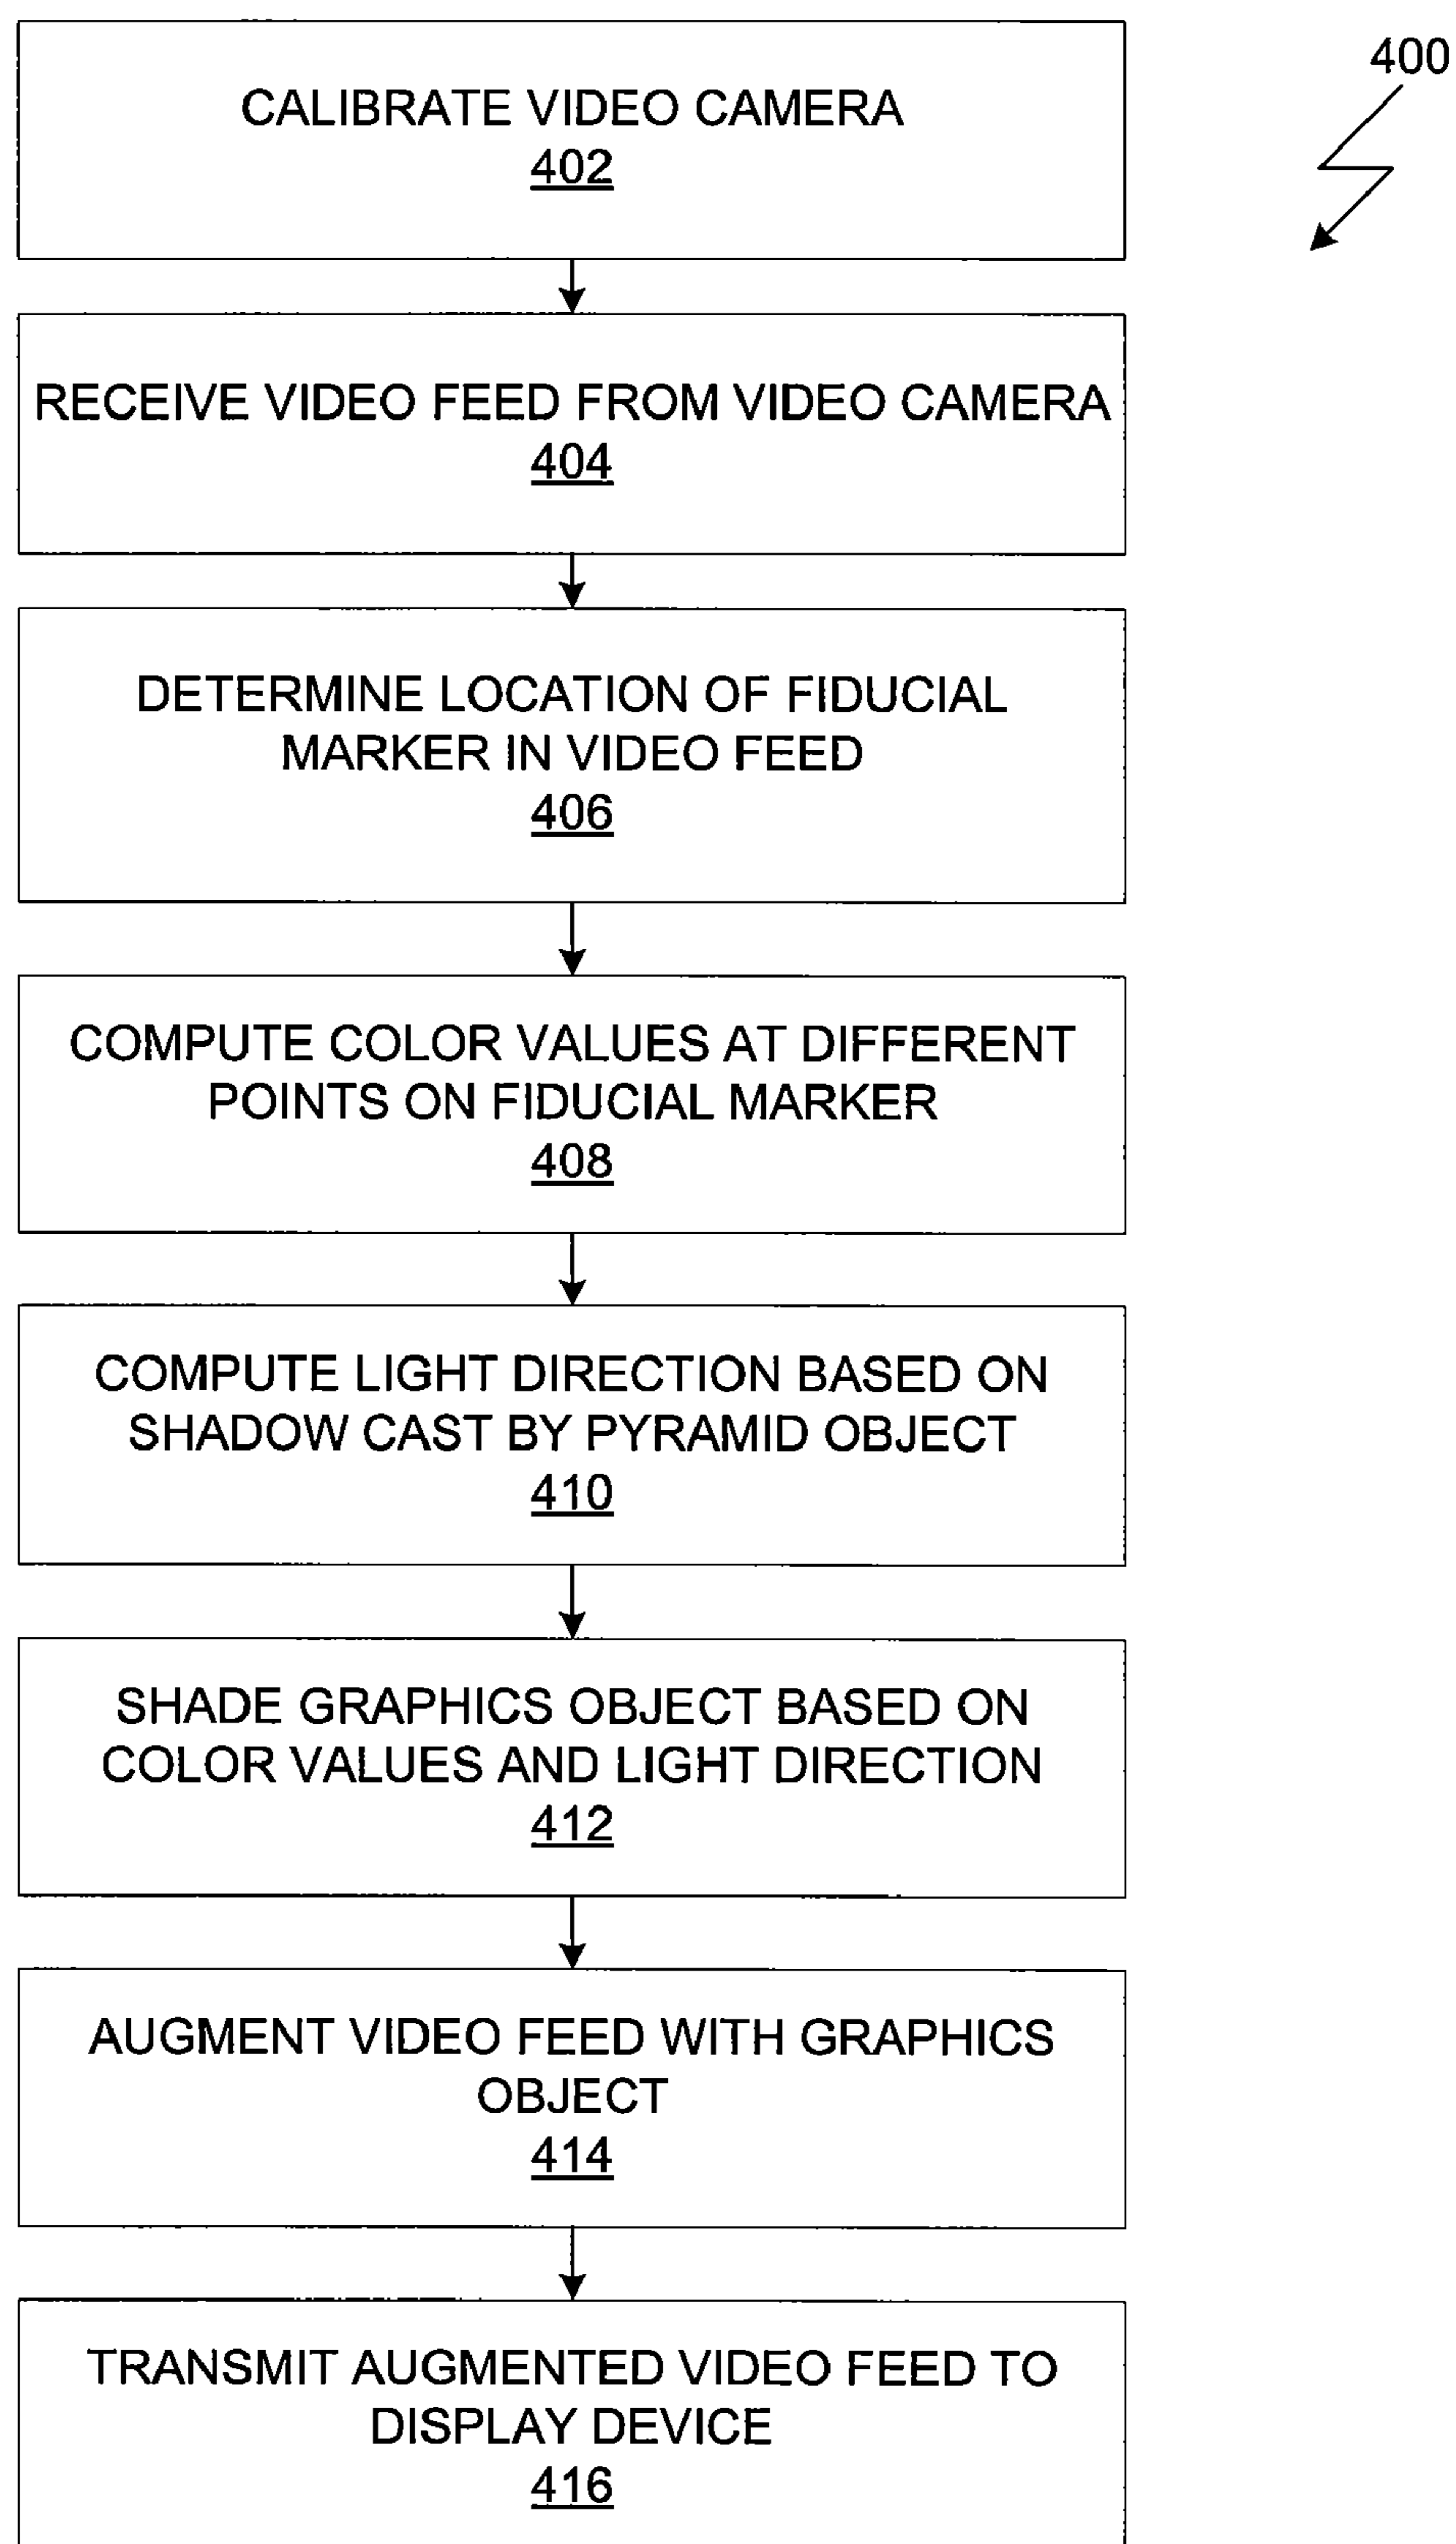 400
CALIBRATE VIDEO CAMERA
402
RECEIVE VIDEO FEED FROM VIDEO CAMERA
404
DETERMINE LOCATION OF FIDUCIAL
MARKER IN VIDEO FEED
406
COMPUTE COLOR VALUES AT DIFFERENT
POINTS ON FIDUCIAL MARKER
408
COMPUTE LIGHT DIRECTION BASED ON
SHADOW CAST BY PYRAMID OBJECT
410
SHADE GRAPHICS OBJECT BASED ON
COLOR VALUES AND LIGHT DIRECTION
412
AUGMENT VIDEO FEED WITH GRAPHICS
OBJECT
414
TRANSMIT AUGMENTED VIDEO FEED TO
DISPLAY DEVICE
416